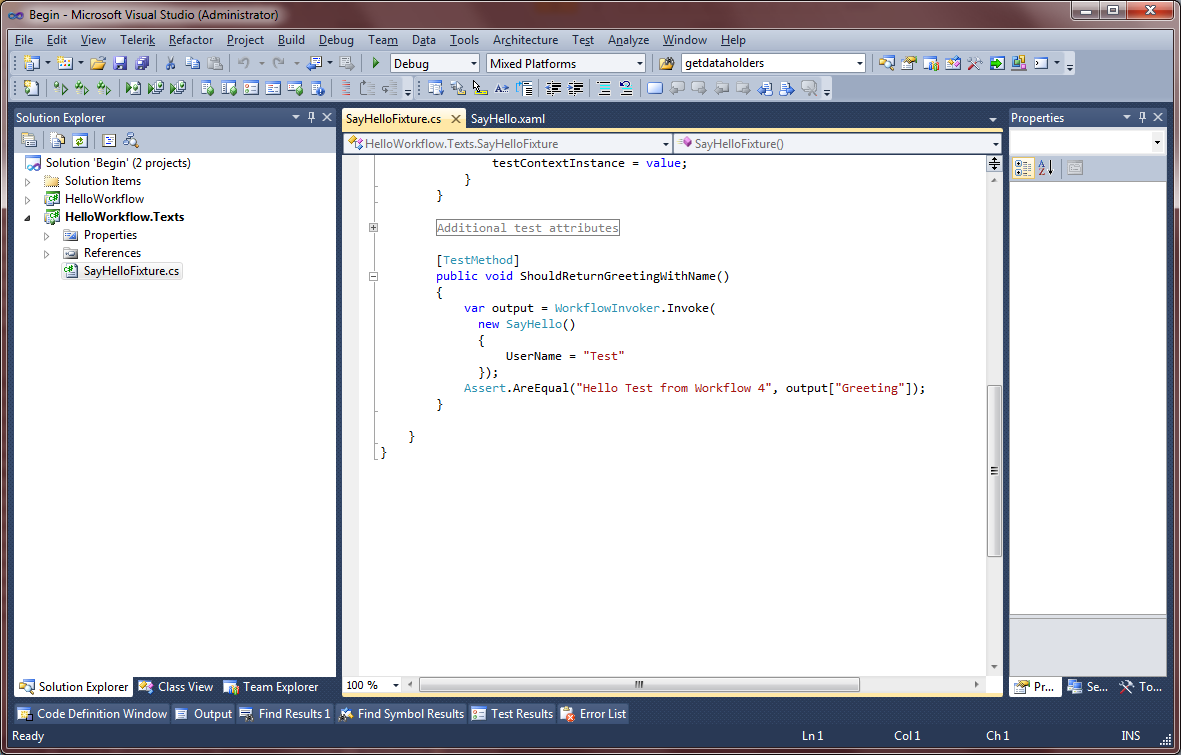 Begin - Microsoft Visual Studio (Administrator)
File Edit View Telerik Refactor Project Build Debug Team Data Tools Architecture Test Analyze Window Help
Debug Mixed Platforms getdataholders
Solution Explorer
Solution 'Begin' (2 projects)
Solution Items
HelloWorkflow
HelloWorkflow.Texts
Properties
References
SayHelloFixture.cs
SayHelloFixture.cs SayHello.xaml
HelloWorkflow.Texts.SayHelloFixture SayHelloFixture()
testContextInstance = value;
}
}
Additional test attributes
[TestMethod]
public void ShouldReturnGreetingWithName()
{
var output = WorkflowInvoker.Invoke(
new SayHello()
{
UserName = "Test"
});
Assert.AreEqual("Hello Test from Workflow 4", output["Greeting"]);
}
}
}
100 %
Properties
Solution Explorer Class View Team Explorer
Pr... Se... To...
Code Definition Window Output Find Results 1 Find Symbol Results Test Results Error List
Ready Ln 1 Col 1 Ch 1 INS